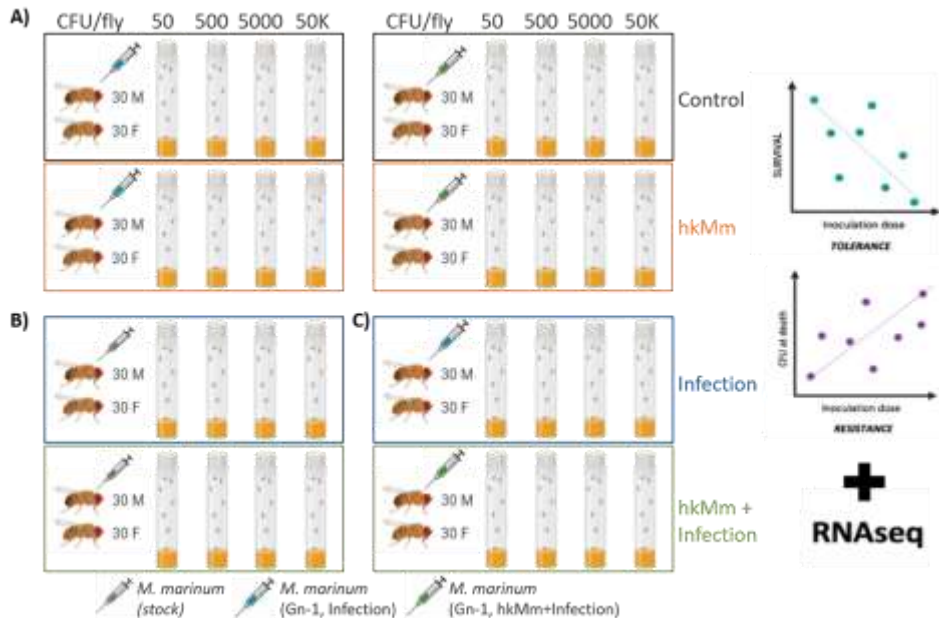 A) CFU/fly 50 500 5000 50K CFU/fly 50 500 5000 50K
30 M 30 M
30 F 30 F
Control
30 M 30 M
30 F 30 F
hkMm
B) C)
30 M 30 M
30 F 30 F
Infection
30 M 30 M
30 F 30 F
hkMm +
Infection
M. marinum
(stock)
M. marinum
(Gn-1, Infection)
M. marinum
(Gn-1, hkMm+Infection)
SURVIVAL
Inoculation dose
TOLERANCE
CFU at death
Inoculation dose
RESISTANCE
+
RNAseq